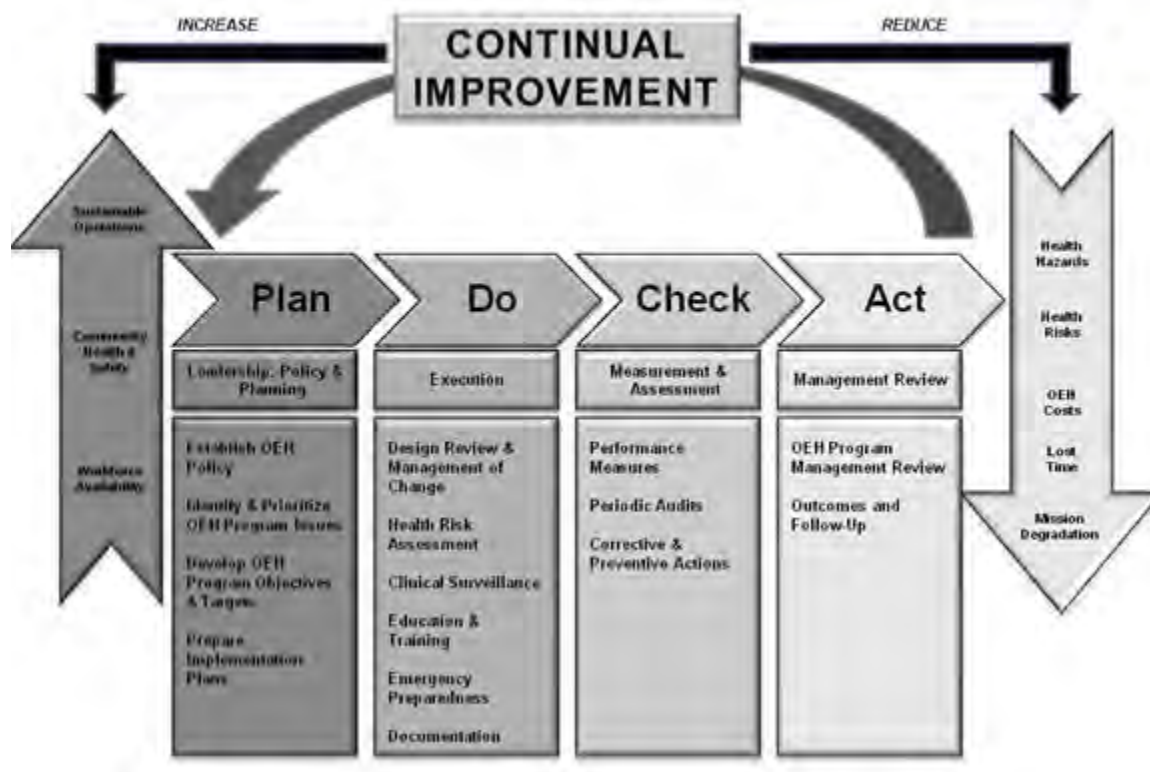 INCREASE
REDUCE
CONTINUAL
IMPROVEMENT
Sustainable
Operations
Community
Health &
Safety
Workforce
Availability
Plan
Do
Check
Act
Leadership, Policy &
Planning
Execution
Measurement &
Assessment
Management Review
Establish OEH
Policy
Identify & Prioritize
OEH Program Issues
Develop OEH
Program Objectives
& Targets
Prepare
Implementation
Plans
Design Review &
Management of
Change
Health Risk
Assessment
Clinical Surveillance
Education &
Training
Emergency
Preparedness
Documentation
Performance
Measures
Periodic Audits
Corrective &
Preventive Actions
OEH Program
Management Review
Outcomes and
Follow-Up
Health
Hazards
Health
Risks
OEH
Costs
Lost
Time
Mission
Degradation